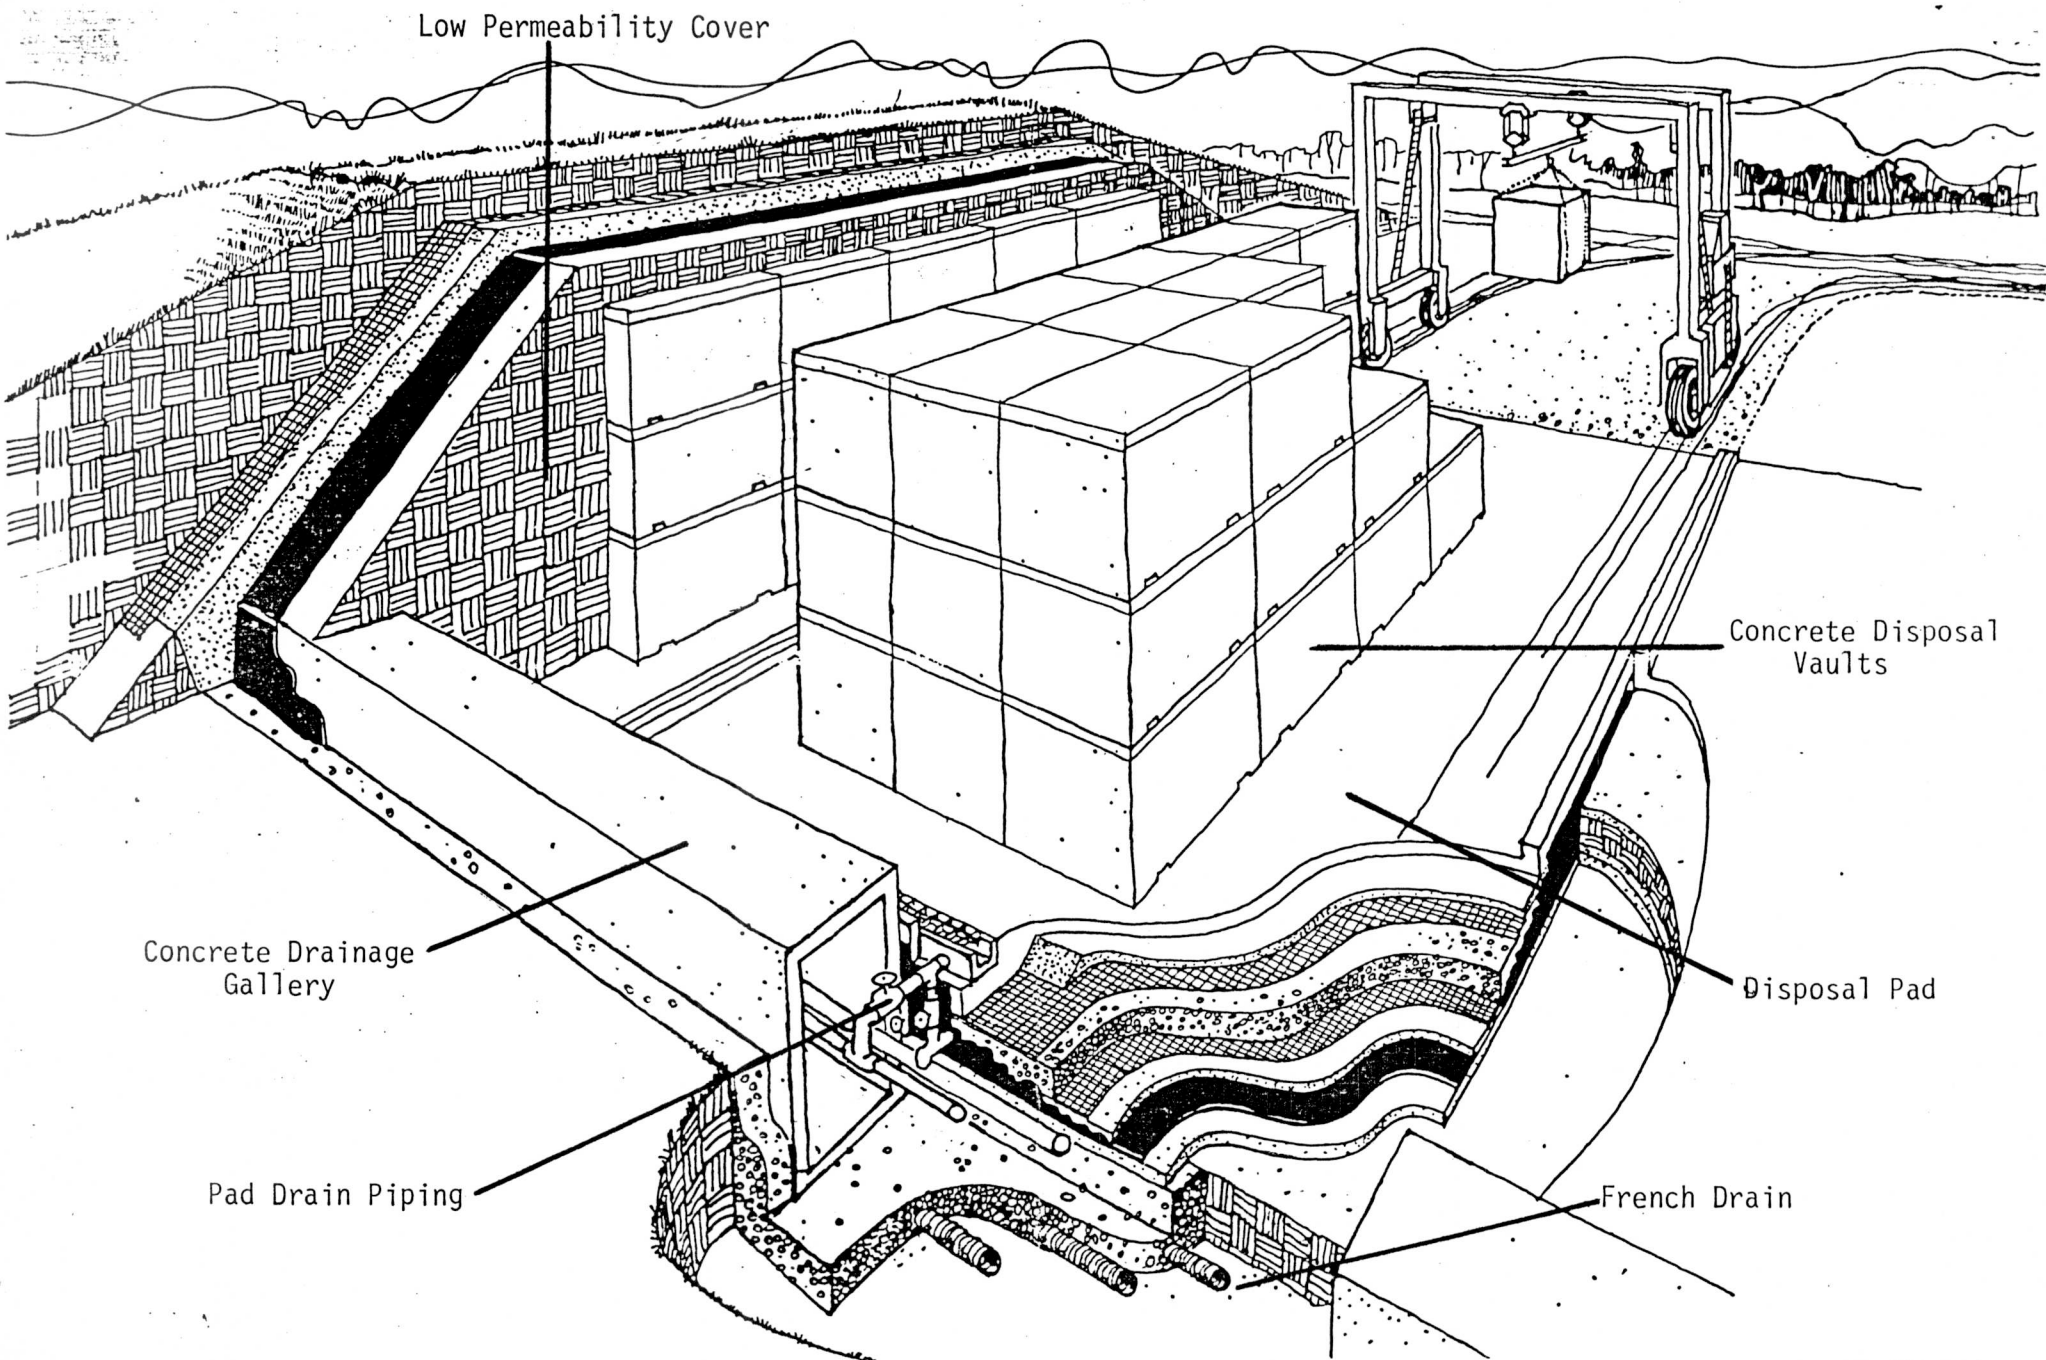 Low Permeability Cover
Concrete Disposal
Vaults
Concrete Drainage
Gallery
Disposal Pad
Pad Drain Piping
French Drain